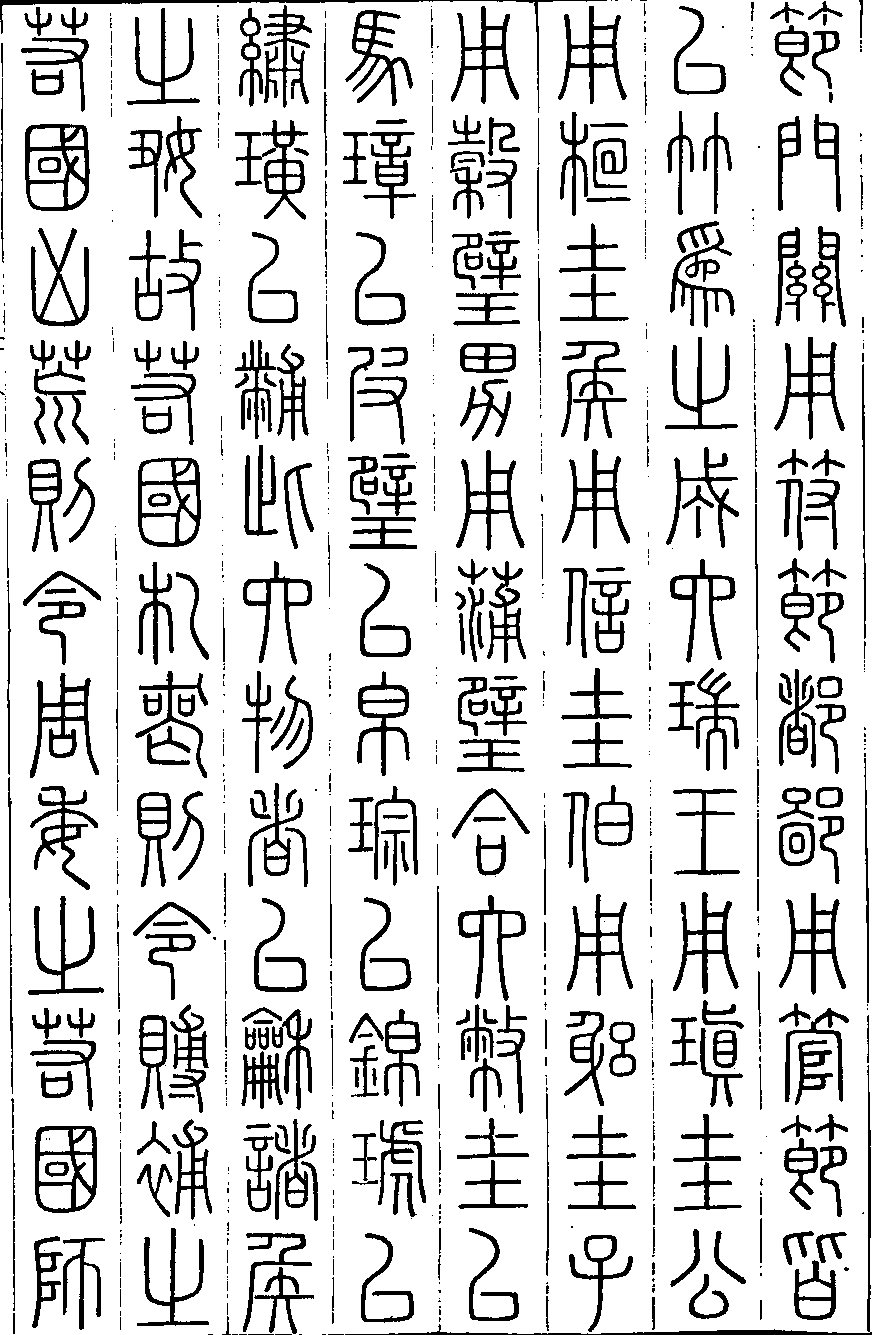 節門關用符節都鄙用管節皆
以竹為之成六瑞王用瑱圭公
用桓圭侯用信圭伯用躬圭子
用穀璧男用蒲璧合六幣圭以
馬璋以皮璧以帛琮以錦琥以
繡璜以黼此六物者以龢諸侯
之好故若國札喪則令賻補之
若國凶荒則令周委之若國師